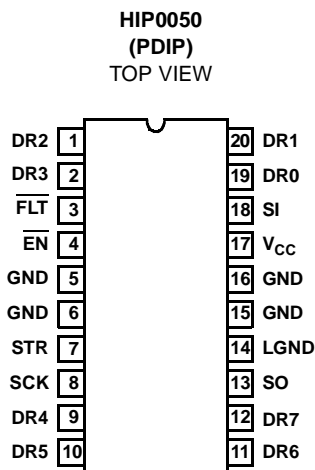 HIP0050
(PDIP)
TOP VIEW
DR2 1 20 DR1
DR3 2 19 DR0
FLT 3 18 SI
EN 4 17 VCC
GND 5 16 GND
GND 6 15 GND
STR 7 14 LGND
SCK 8 13 SO
DR4 9 12 DR7
DR5 10 11 DR6